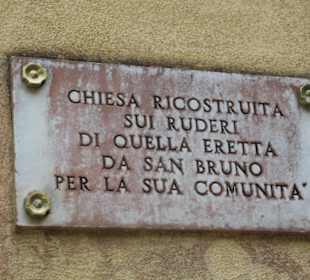 CHIESA RICOSTRUITA
SUI RUDERI
DI QUELLA ERETTA
DA SAN BRUNO
PER LA SUA COMUNITA'